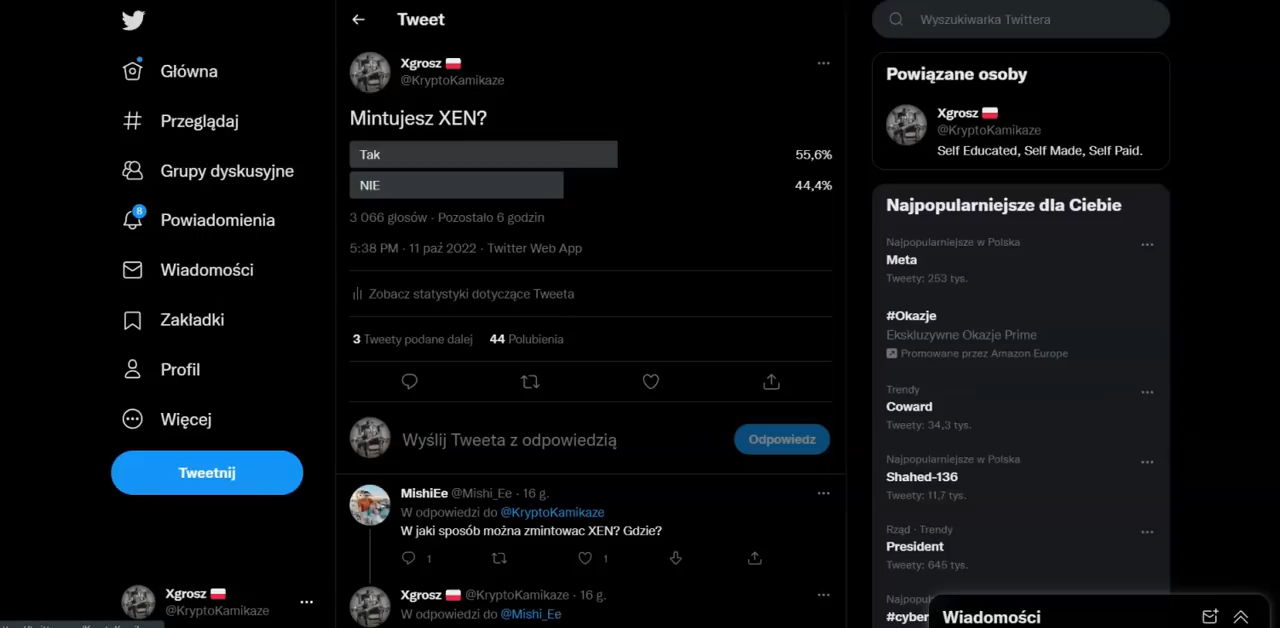 Główna
Przeglądaj
Grupy dyskusyjne
8
Powiadomienia
Wiadomości
Zakładki
Profil
Więcej
Tweetnij
Xgrosz
@KryptoKamikaze
Tweet
Xgrosz
@KryptoKamikaze
Mintujesz XEN?
Tak 55,6%
NIE 44,4%
3 066 głosów · Pozostało 6 godzin
5:38 PM · 11 paź 2022 · Twitter Web App
Zobacz statystyki dotyczące Tweeta
3 Tweety podane dalej 44 Polubienia
Wyślij Tweeta z odpowiedzią
Odpowiedz
MishiEe @Mishi_Ee · 16 g.
W odpowiedzi do @KryptoKamikaze
W jaki sposób można zmintowac XEN? Gdzie?
1 1
Xgrosz @KryptoKamikaze · 16 g.
W odpowiedzi do @Mishi_Ee
Wyszukiwarka Twittera
Powiązane osoby
Xgrosz
@KryptoKamikaze
Self Educated, Self Made, Self Paid.
Najpopularniejsze dla Ciebie
Najpopularniejsze w Polska
Meta
Tweety: 253 tys.
#Okazje
Ekskluzywne Okazje Prime
Promowane przez Amazon Europe
Trendy
Coward
Tweety: 34,3 tys.
Najpopularniejsze w Polska
Shahed-136
Tweety: 11,7 tys.
Rząd · Trendy
President
Tweety: 645 tys.
#cyber
Wiadomości